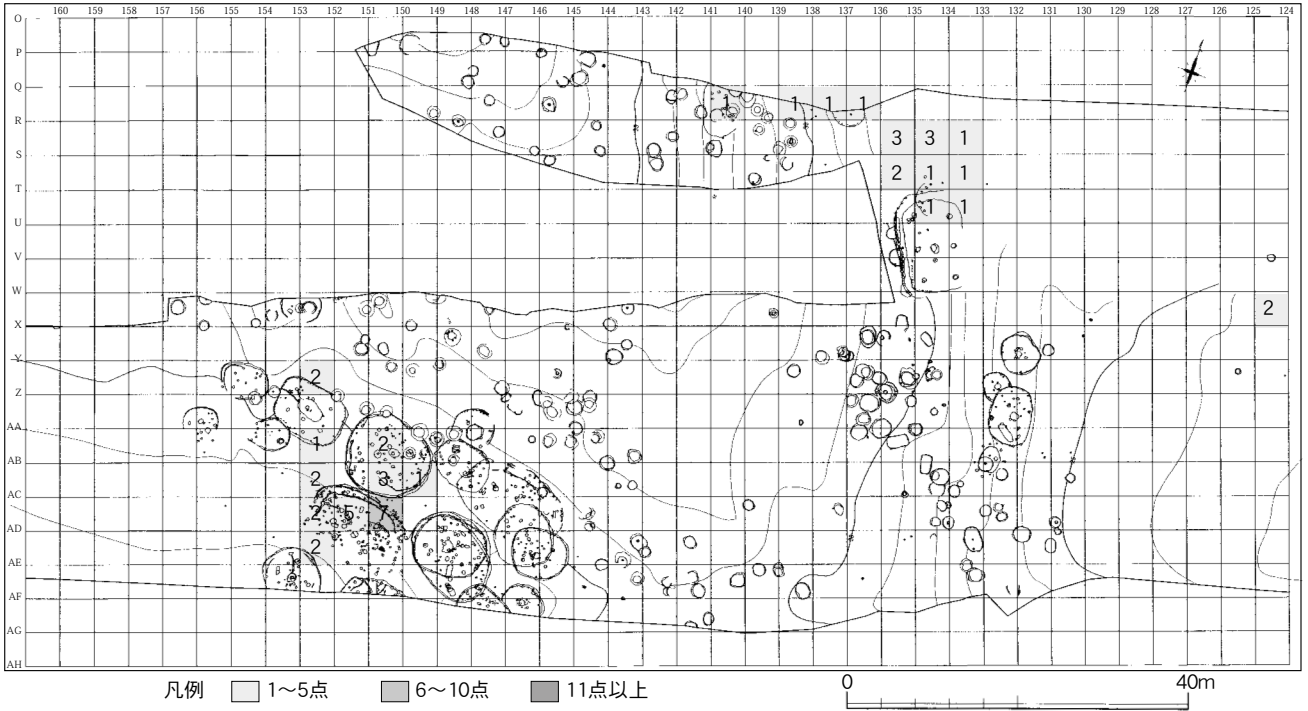 160 159 158 157 156 155 154 153 152 151 150 149 148 147 146 145 144 143 142 141 140 139 138 137 136 135 134 133 132 131 130 129 128 127 126 125 124
O
P
Q
1 1 1 1
R
3 3 1
S
2 1 1
T
1 1
U
V
W
2
X
Y
2
Z
AA
1 2
AB
2 3 1
AC
2 5 7
AD
2
AE
AF
AG
AH
凡例 1〜5点 6〜10点 11点以上
0 40m